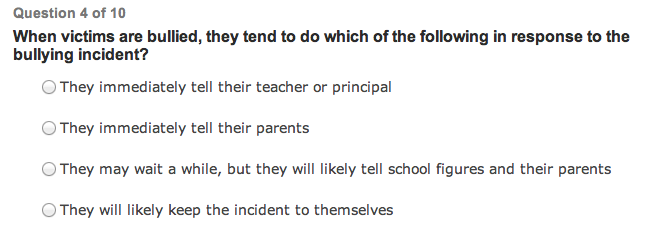 Question 4 of 10
When victims are bullied, they tend to do which of the following in response to the
bullying incident?
They immediately tell their teacher or principal
They immediately tell their parents
They may wait a while, but they will likely tell school figures and their parents
They will likely keep the incident to themselves